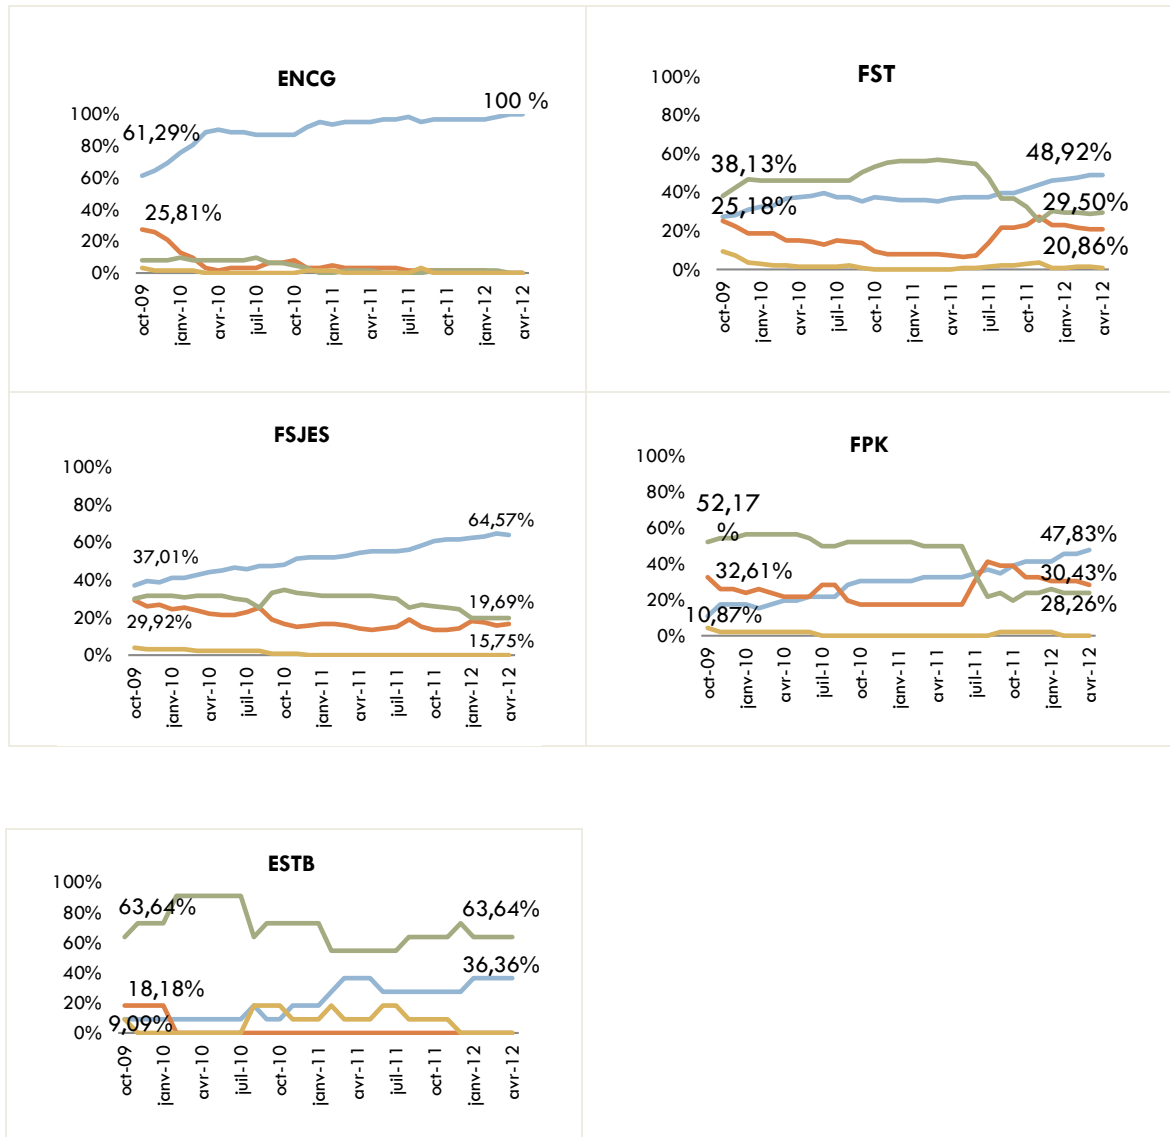 ENCG
100%
80%
60%
40%
20%
0%
61,29%
25,81%
100 %
oct-09
janv-10
avr-10
juil-10
oct-10
janv-11
avr-11
juil-11
oct-11
janv-12
avr-12
FST
100%
80%
60%
40%
20%
0%
38,13%
25,18%
48,92%
29,50%
20,86%
oct-09
janv-10
avr-10
juil-10
oct-10
janv-11
avr-11
juil-11
oct-11
janv-12
avr-12
FSJES
100%
80%
60%
40%
20%
0%
37,01%
29,92%
64,57%
19,69%
15,75%
oct-09
janv-10
avr-10
juil-10
oct-10
janv-11
avr-11
juil-11
oct-11
janv-12
avr-12
FPK
100%
80%
60%
40%
20%
0%
52,17
%
32,61%
10,87%
47,83%
30,43%
28,26%
oct-09
janv-10
avr-10
juil-10
oct-10
janv-11
avr-11
juil-11
oct-11
janv-12
avr-12
ESTB
100%
80%
60%
40%
20%
0%
63,64%
18,18%
9,09%
63,64%
36,36%
oct-09
janv-10
avr-10
juil-10
oct-10
janv-11
avr-11
juil-11
oct-11
janv-12
avr-12